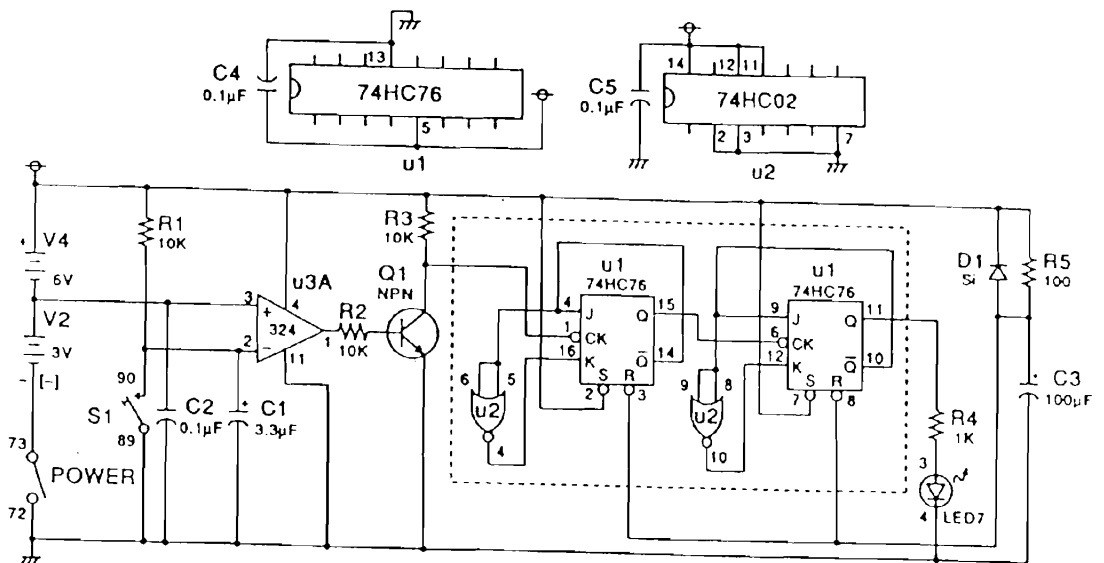 C4
0.1µF
13
74HC76
5
u1
C5
0.1µF
14 12 11
74HC02
2 3 7
u2
+ V4
6V
V2
3V
- [-]
73
POWER
72
R1
10K
90
S1
89
C2
0.1µF
+ C1
3.3µF
u3A
3 + 4
324
2 − 11
1
R2
10K
R3
10K
Q1
NPN
u1
74HC76
4 J Q 15
1 CK
16 K Q̅ 14
S R
2 3
6 5
u2
4
u1
74HC76
9 J Q 11
6 CK
12 K Q̅ 10
S R
7 8
9 8
u2
10
D1
Si
R5
100
+ C3
100µF
R4
1K
3
4 LED7